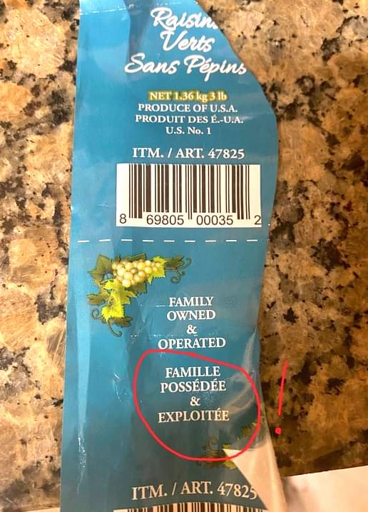 Verts
Sans Pépins
NET 1.36 kg 3 lb
PRODUCE OF U.S.A.
PRODUIT DES É.-U.A.
U.S. No. 1
ITM. / ART. 47825
8 69805 00035 2
FAMILY
OWNED
&
OPERATED
FAMILLE
POSSÉDÉE
&
EXPLOITÉE
!
ITM. / ART. 47825